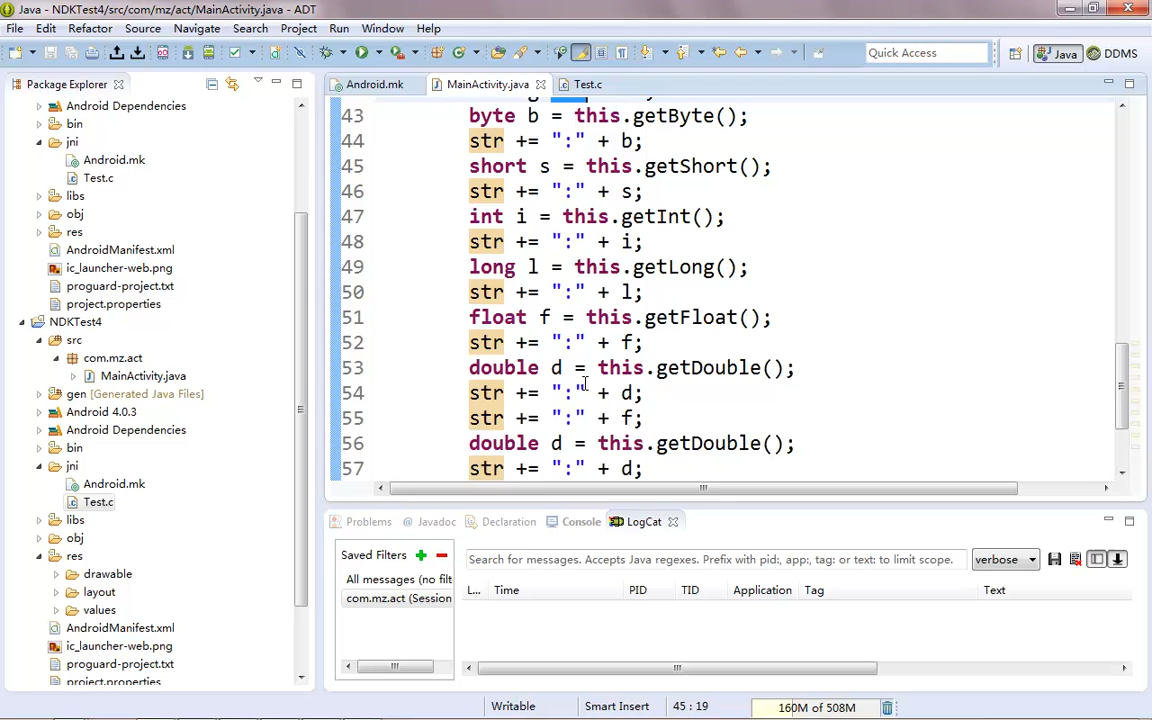 Java - NDKTest4/src/com/mz/act/MainActivity.java - ADT
File Edit Refactor Source Navigate Search Project Run Window Help
Quick Access
Java
DDMS
Package Explorer
Android Dependencies
bin
jni
Android.mk
Test.c
libs
obj
res
AndroidManifest.xml
ic_launcher-web.png
proguard-project.txt
project.properties
NDKTest4
src
com.mz.act
MainActivity.java
gen [Generated Java Files]
Android 4.0.3
Android Dependencies
bin
jni
Android.mk
Test.c
libs
obj
res
drawable
layout
values
AndroidManifest.xml
ic_launcher-web.png
proguard-project.txt
project.properties
Android.mk MainActivity.java Test.c
43 byte b = this.getByte();
44 str += ":" + b;
45 short s = this.getShort();
46 str += ":" + s;
47 int i = this.getInt();
48 str += ":" + i;
49 long l = this.getLong();
50 str += ":" + l;
51 float f = this.getFloat();
52 str += ":" + f;
53 double d = this.getDouble();
54 str += ":" + d;
55 str += ":" + f;
56 double d = this.getDouble();
57 str += ":" + d;
Problems Javadoc Declaration Console LogCat
Saved Filters
All messages (no filt
com.mz.act (Session
Search for messages. Accepts Java regexes. Prefix with pid:, app:, tag: or text: to limit scope.
verbose
L... Time PID TID Application Tag Text
Writable Smart Insert 45 : 19 160M of 508M